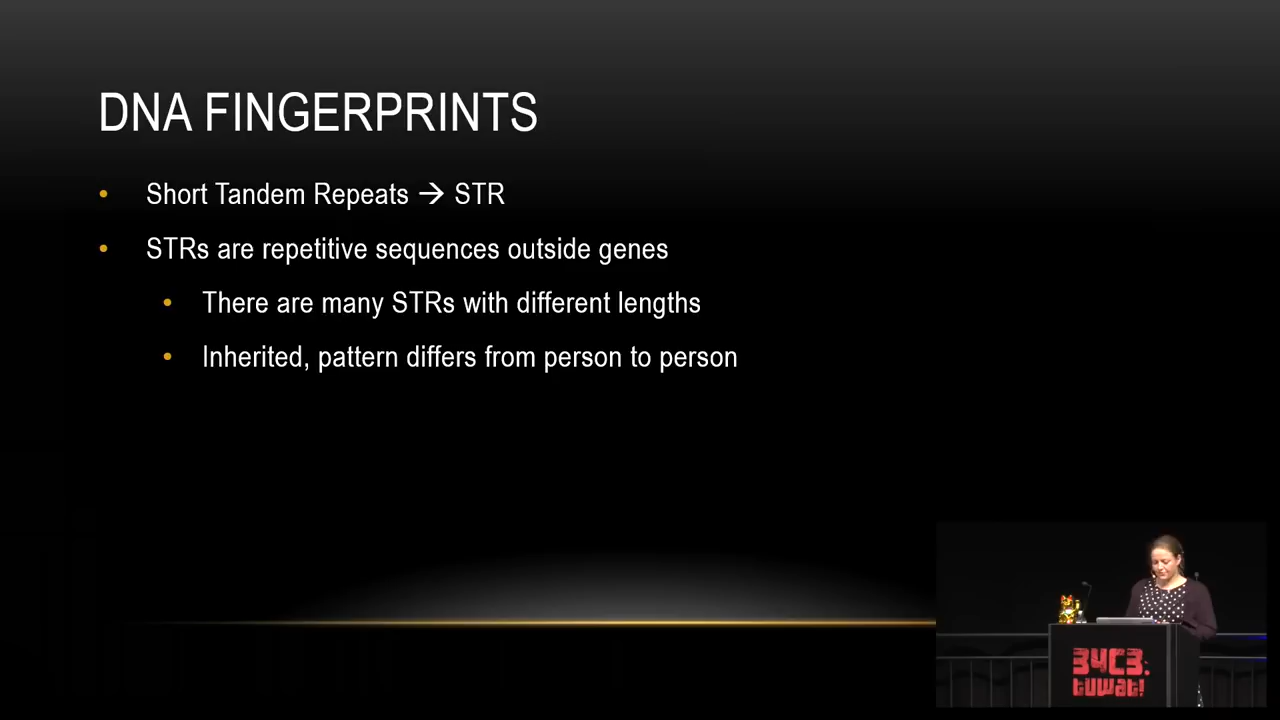 DNA FINGERPRINTS
• Short Tandem Repeats → STR
• STRs are repetitive sequences outside genes
• There are many STRs with different lengths
• Inherited, pattern differs from person to person
34C3.
tuwat!